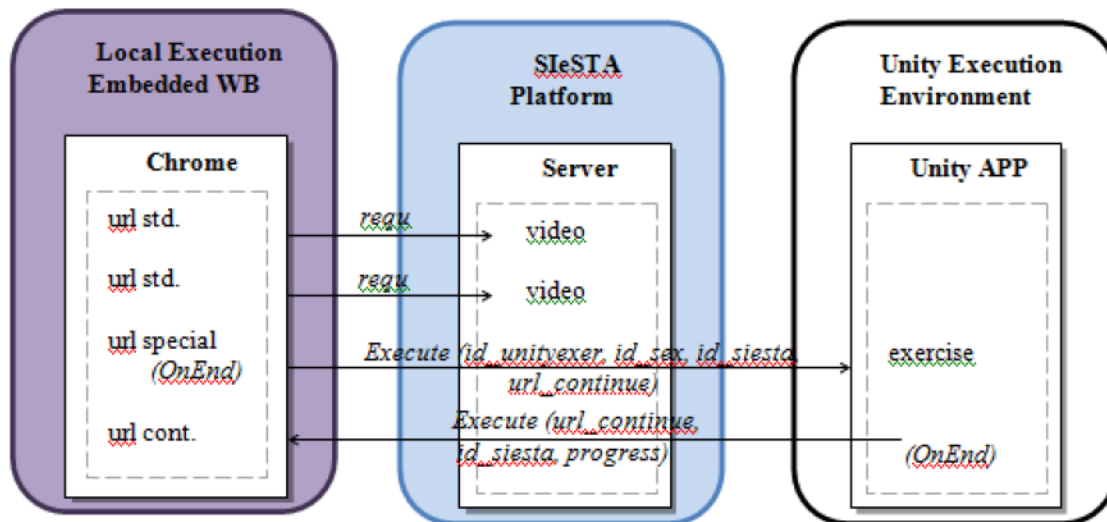 Local Execution
Embedded WB
Chrome
url std.
url std.
url special
(OnEnd)
url cont.
requ
requ
Execute (id_unityexer, id_sex, id_siesta,
url_continue)
Execute (url_continue,
id_siesta, progress)
SIeSTA
Platform
Server
video
video
Unity Execution
Environment
Unity APP
exercise
(OnEnd)